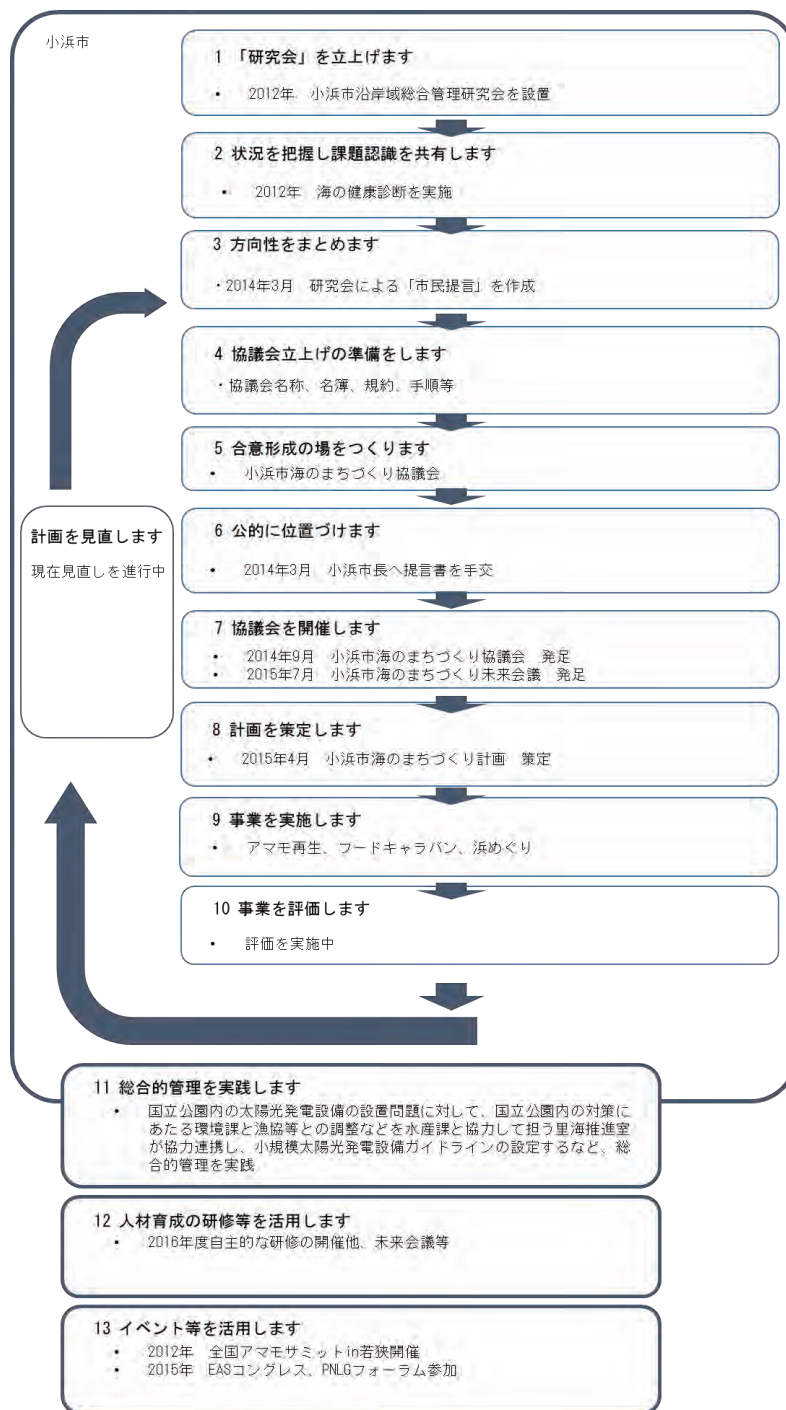 小浜市
1 「研究会」を立上げます
• 2012年 小浜市沿岸域総合管理研究会を設置
2 状況を把握し課題認識を共有します
• 2012年 海の健康診断を実施
3 方向性をまとめます
・2014年3月 研究会による「市民提言」を作成
4 協議会立上げの準備をします
・協議会名称、名簿、規約、手順等
5 合意形成の場をつくります
• 小浜市海のまちづくり協議会
6 公的に位置づけます
• 2014年3月 小浜市長へ提言書を手交
7 協議会を開催します
• 2014年9月 小浜市海のまちづくり協議会 発足
• 2015年7月 小浜市海のまちづくり未来会議 発足
8 計画を策定します
• 2015年4月 小浜市海のまちづくり計画 策定
9 事業を実施します
• アマモ再生、フードキャラバン、浜めぐり
10 事業を評価します
• 評価を実施中
計画を見直します
現在見直しを進行中
11 総合的管理を実践します
• 国立公園内の太陽光発電設備の設置問題に対して、国立公園内の対策に
あたる環境課と漁協等との調整などを水産課と協力して担う里海推進室
が協力連携し、小規模太陽光発電設備ガイドラインの設定するなど、総
合的管理を実践
12 人材育成の研修等を活用します
• 2016年度自主的な研修の開催他、未来会議等
13 イベント等を活用します
• 2012年 全国アマモサミットin若狭開催
• 2015年 EASコングレス、PNLGフォーラム参加